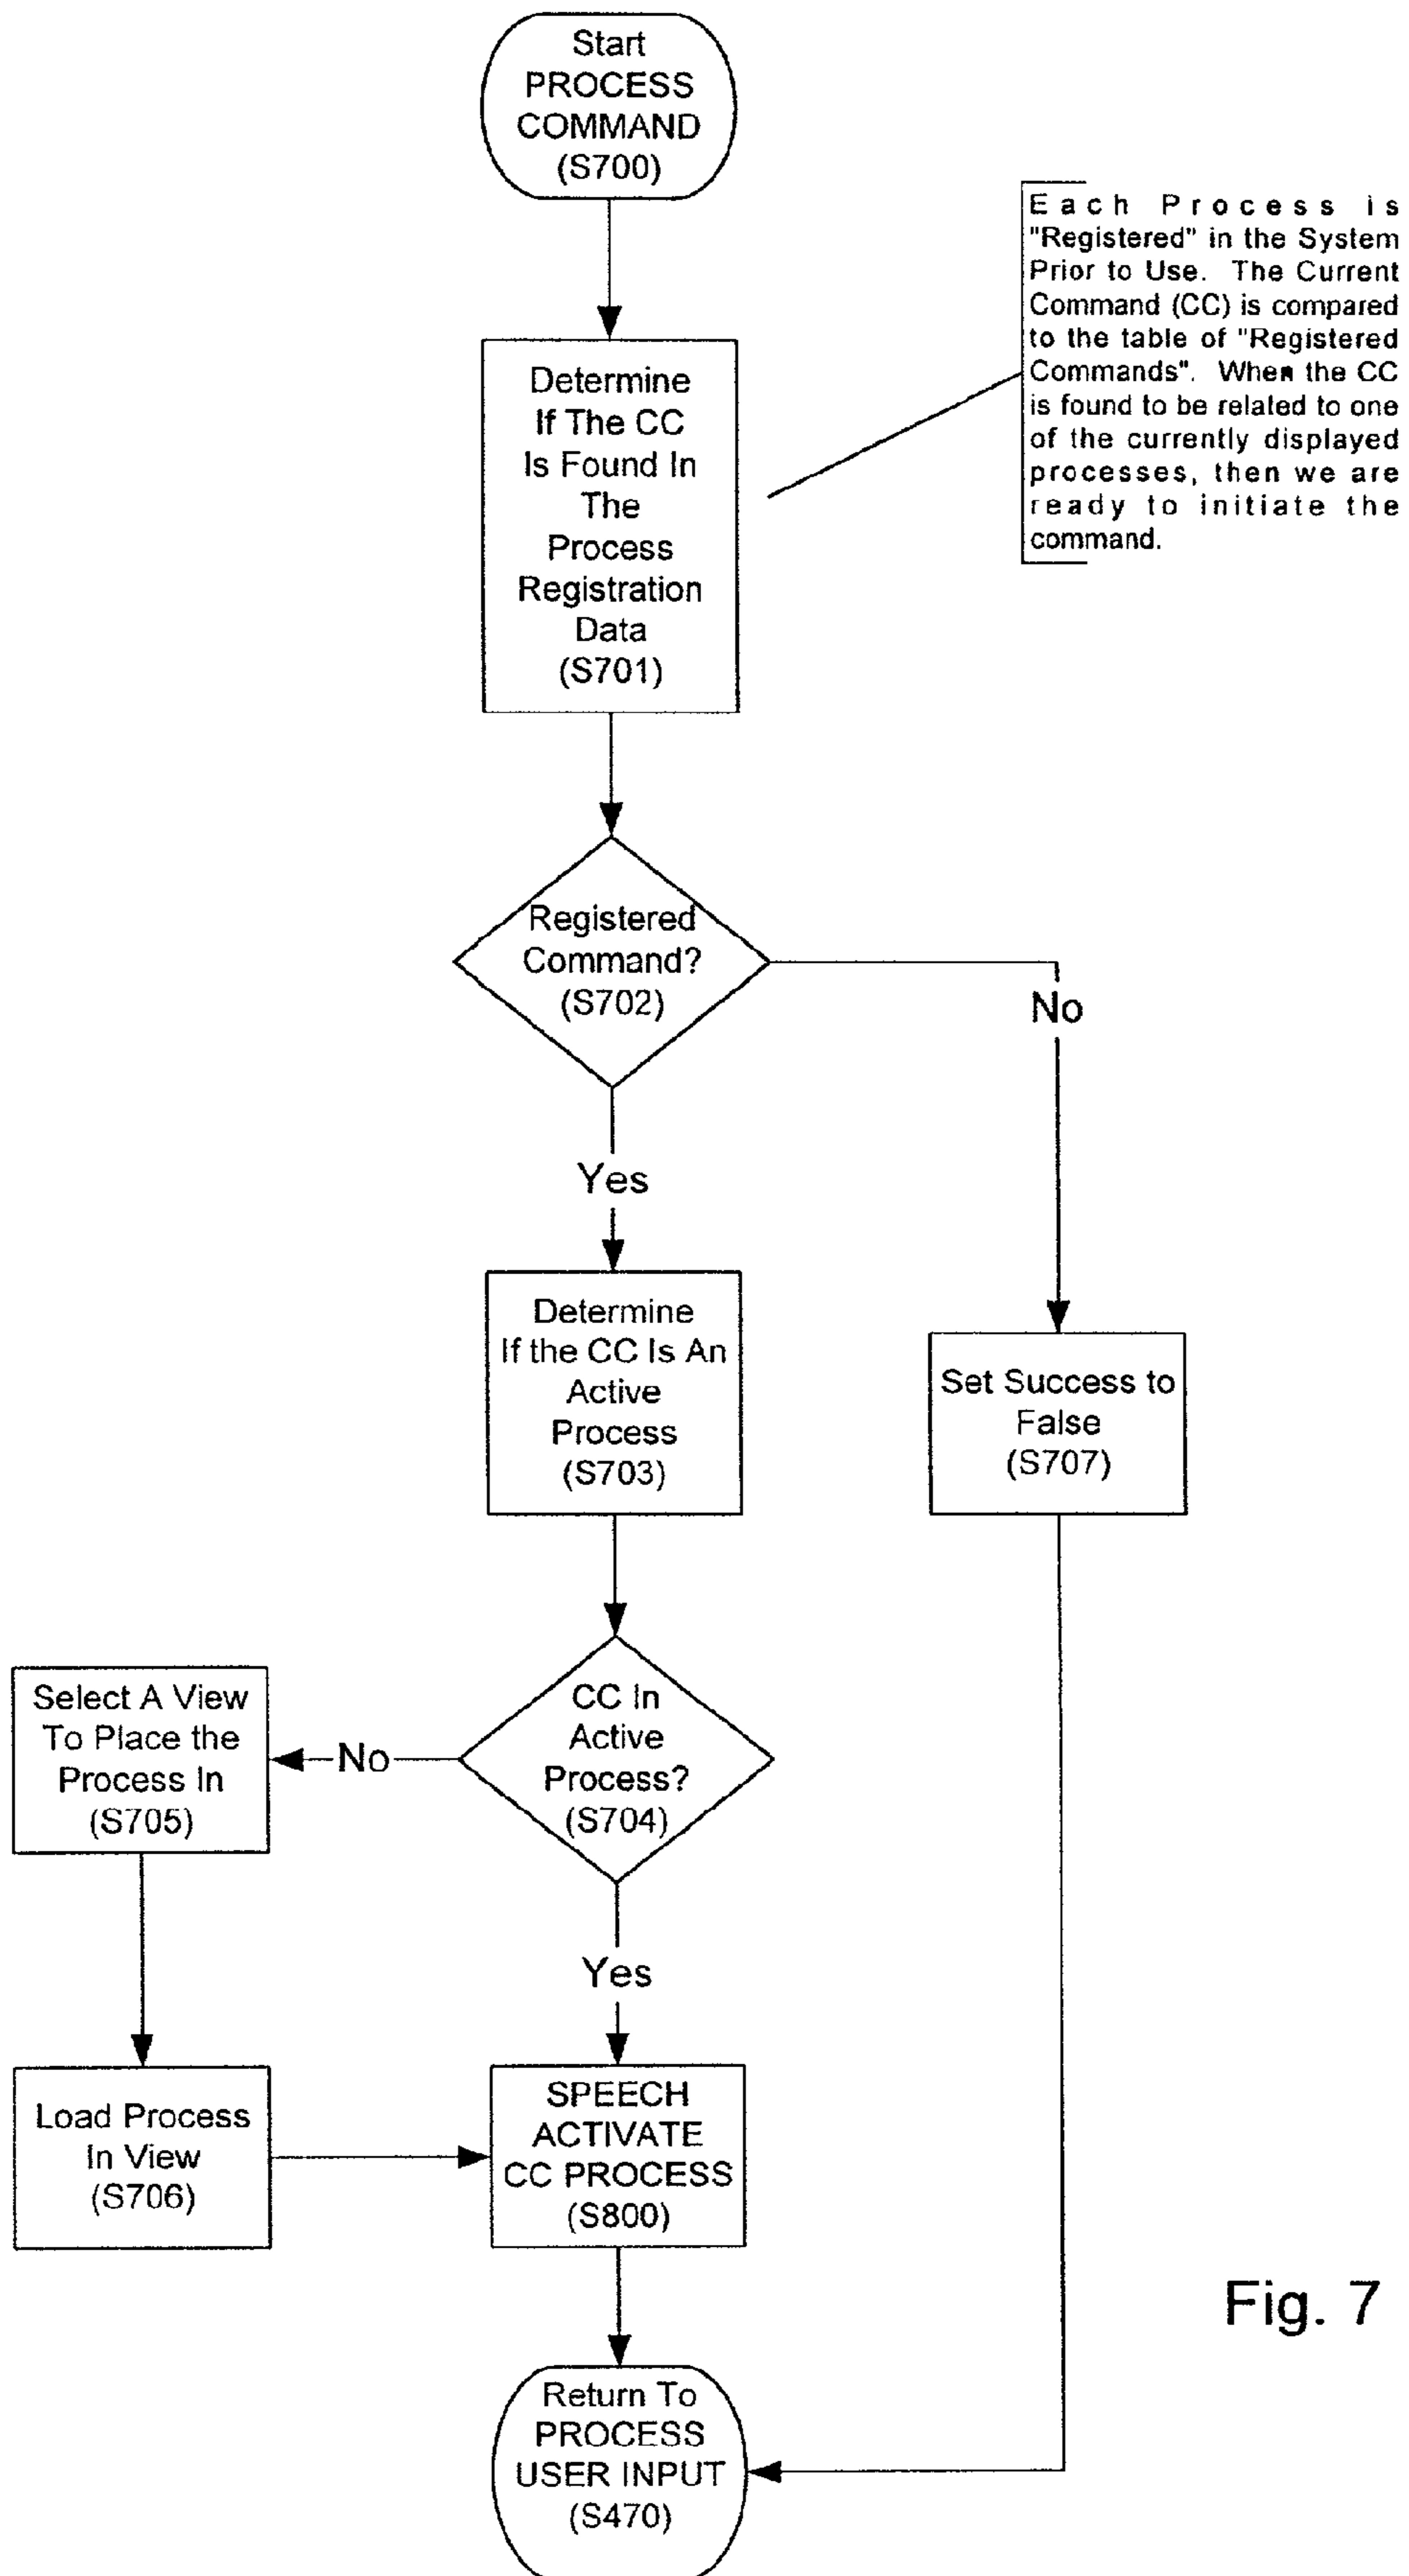 Start
PROCESS
COMMAND
(S700)
Each Process is
"Registered" in the System
Prior to Use. The Current
Command (CC) is compared
to the table of "Registered
Commands". When the CC
is found to be related to one
of the currently displayed
processes, then we are
ready to initiate the
command.
Determine
If The CC
Is Found In
The
Process
Registration
Data
(S701)
Registered
Command?
(S702)
No
Yes
Determine
If the CC Is An
Active
Process
(S703)
Set Success to
False
(S707)
CC In
Active
Process?
(S704)
No
Select A View
To Place the
Process In
(S705)
Yes
Load Process
In View
(S706)
SPEECH
ACTIVATE
CC PROCESS
(S800)
Return To
PROCESS
USER INPUT
(S470)
Fig. 7